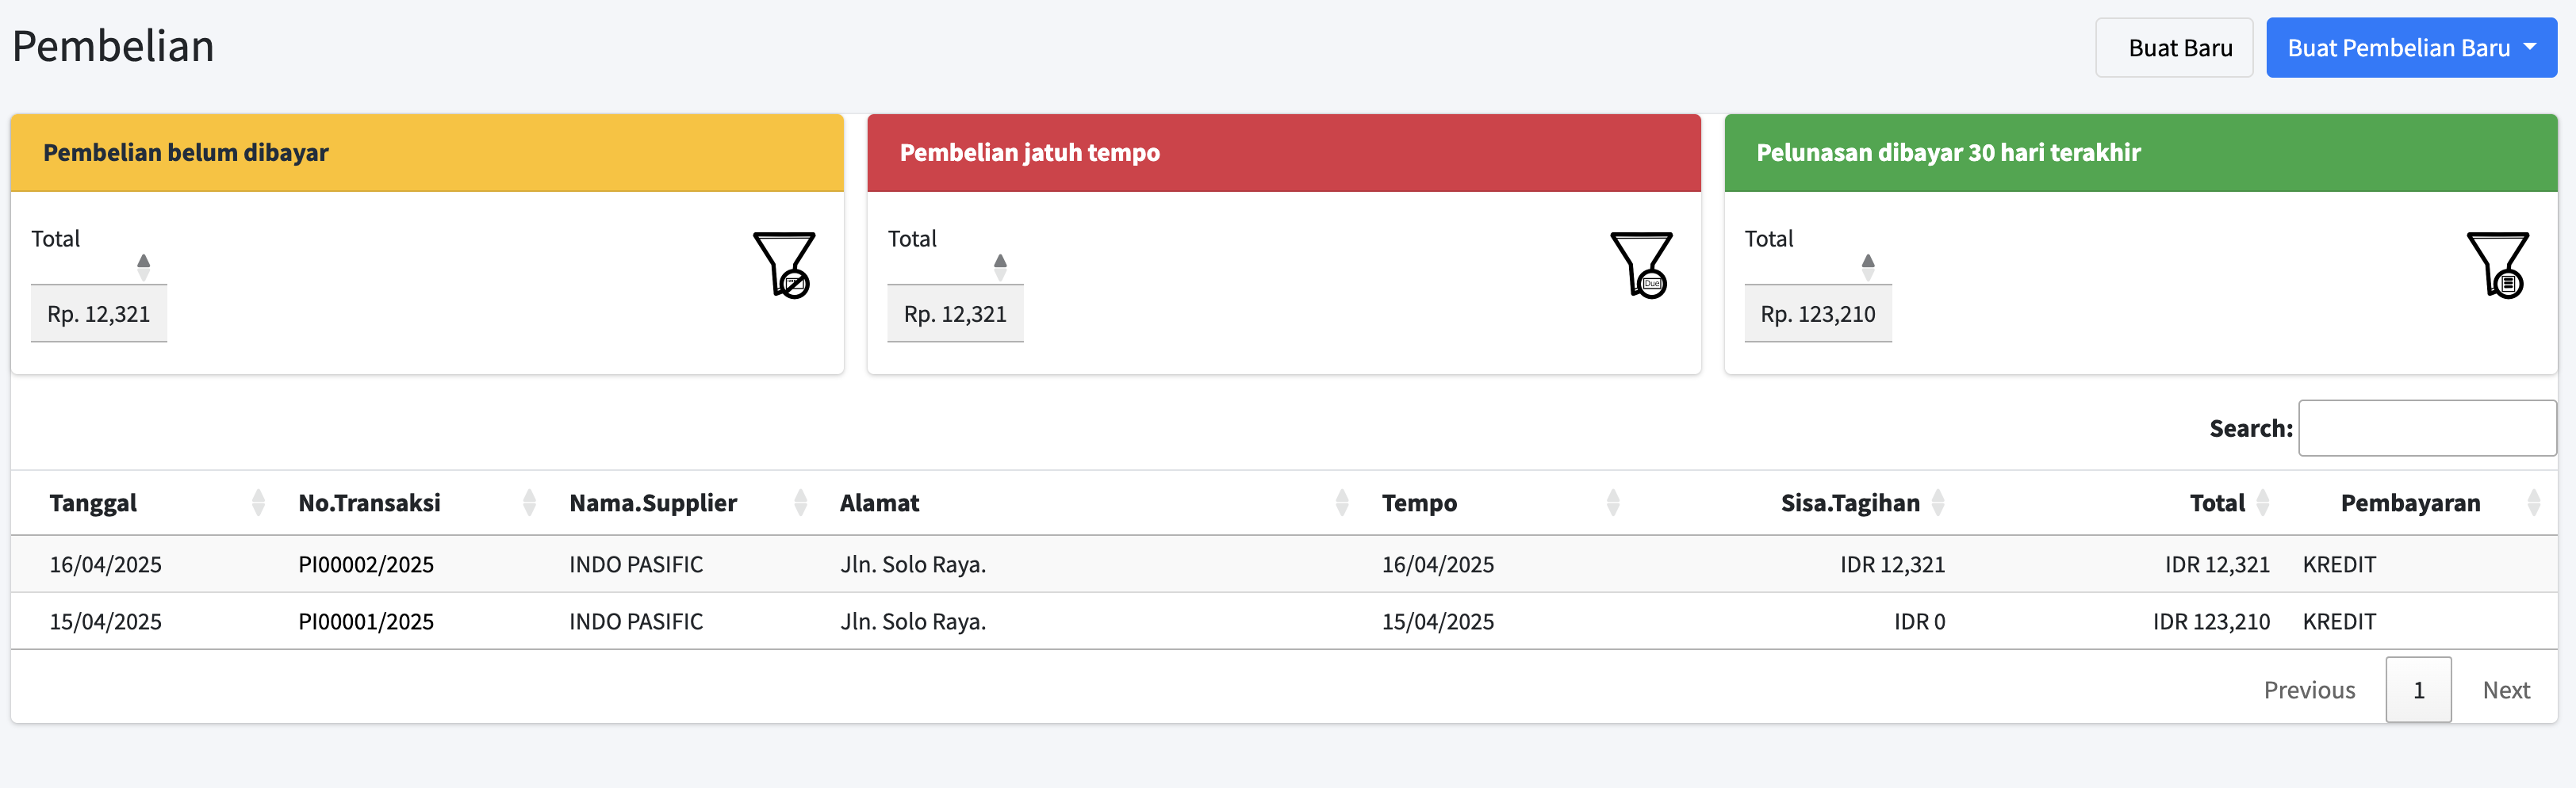 Pembelian
Buat Baru
Buat Pembelian Baru
Pembelian belum dibayar
Total
Rp. 12,321
Pembelian jatuh tempo
Total
Due
Rp. 12,321
Pelunasan dibayar 30 hari terakhir
Total
Rp. 123,210
Search:
Tanggal No.Transaksi Nama.Supplier Alamat Tempo Sisa.Tagihan Total Pembayaran
16/04/2025 PI00002/2025 INDO PASIFIC Jln. Solo Raya. 16/04/2025 IDR 12,321 IDR 12,321 KREDIT
15/04/2025 PI00001/2025 INDO PASIFIC Jln. Solo Raya. 15/04/2025 IDR 0 IDR 123,210 KREDIT
Previous 1 Next